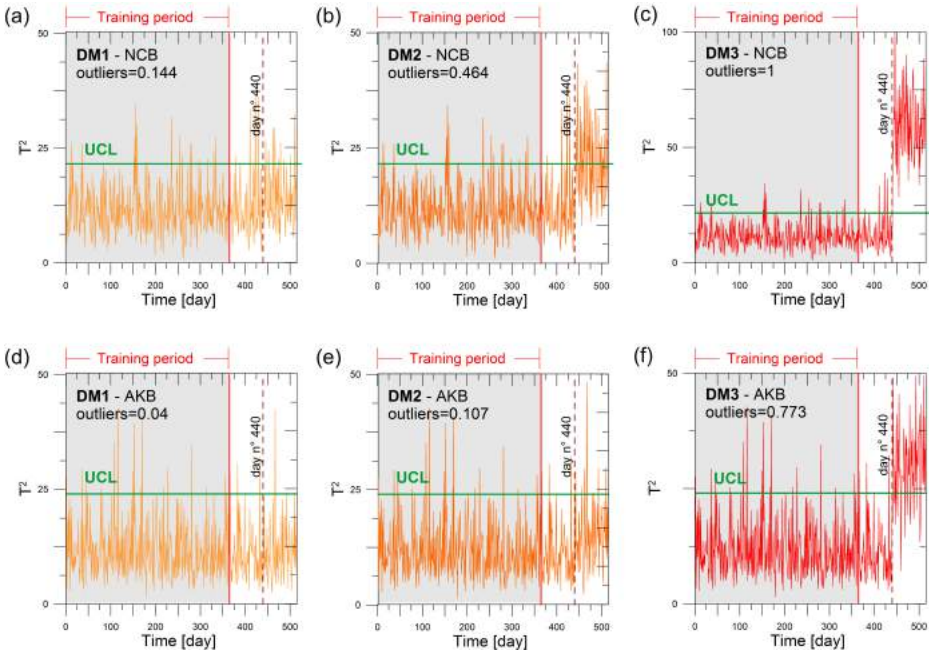 (a)
Training period
50
DM1 - NCB
outliers=0.144
day n° 440
UCL
T²
25
0
0 100 200 300 400 500
Time [day]
(b)
Training period
50
DM2 - NCB
outliers=0.464
day n° 440
UCL
T²
25
0
0 100 200 300 400 500
Time [day]
(c)
Training period
100
DM3 - NCB
outliers=1
day n° 440
75
T²
50
UCL
25
0
0 100 200 300 400 500
Time [day]
(d)
Training period
50
DM1 - AKB
outliers=0.04
day n° 440
UCL
T²
25
0
0 100 200 300 400 500
Time [day]
(e)
Training period
50
DM2 - AKB
outliers=0.107
day n° 440
UCL
T²
25
0
0 100 200 300 400 500
Time [day]
(f)
Training period
50
DM3 - AKB
outliers=0.773
day n° 440
UCL
T²
25
0
0 100 200 300 400 500
Time [day]